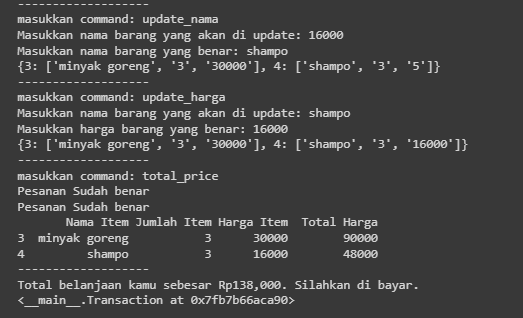 -------------------
masukkan command: update_nama
Masukkan nama barang yang akan di update: 16000
Masukkan nama barang yang benar: shampo
{3: ['minyak goreng', '3', '30000'], 4: ['shampo', '3', '5']}
-------------------
masukkan command: update_harga
Masukkan nama barang yang akan di update: shampo
Masukkan harga barang yang benar: 16000
{3: ['minyak goreng', '3', '30000'], 4: ['shampo', '3', '16000']}
-------------------
masukkan command: total_price
Pesanan Sudah benar
Pesanan Sudah benar
       Nama Item Jumlah Item Harga Item  Total Harga
3  minyak goreng           3      30000        90000
4         shampo           3      16000        48000
-------------------
Total belanjaan kamu sebesar Rp138,000. Silahkan di bayar.
<__main__.Transaction at 0x7fb7b66aca90>